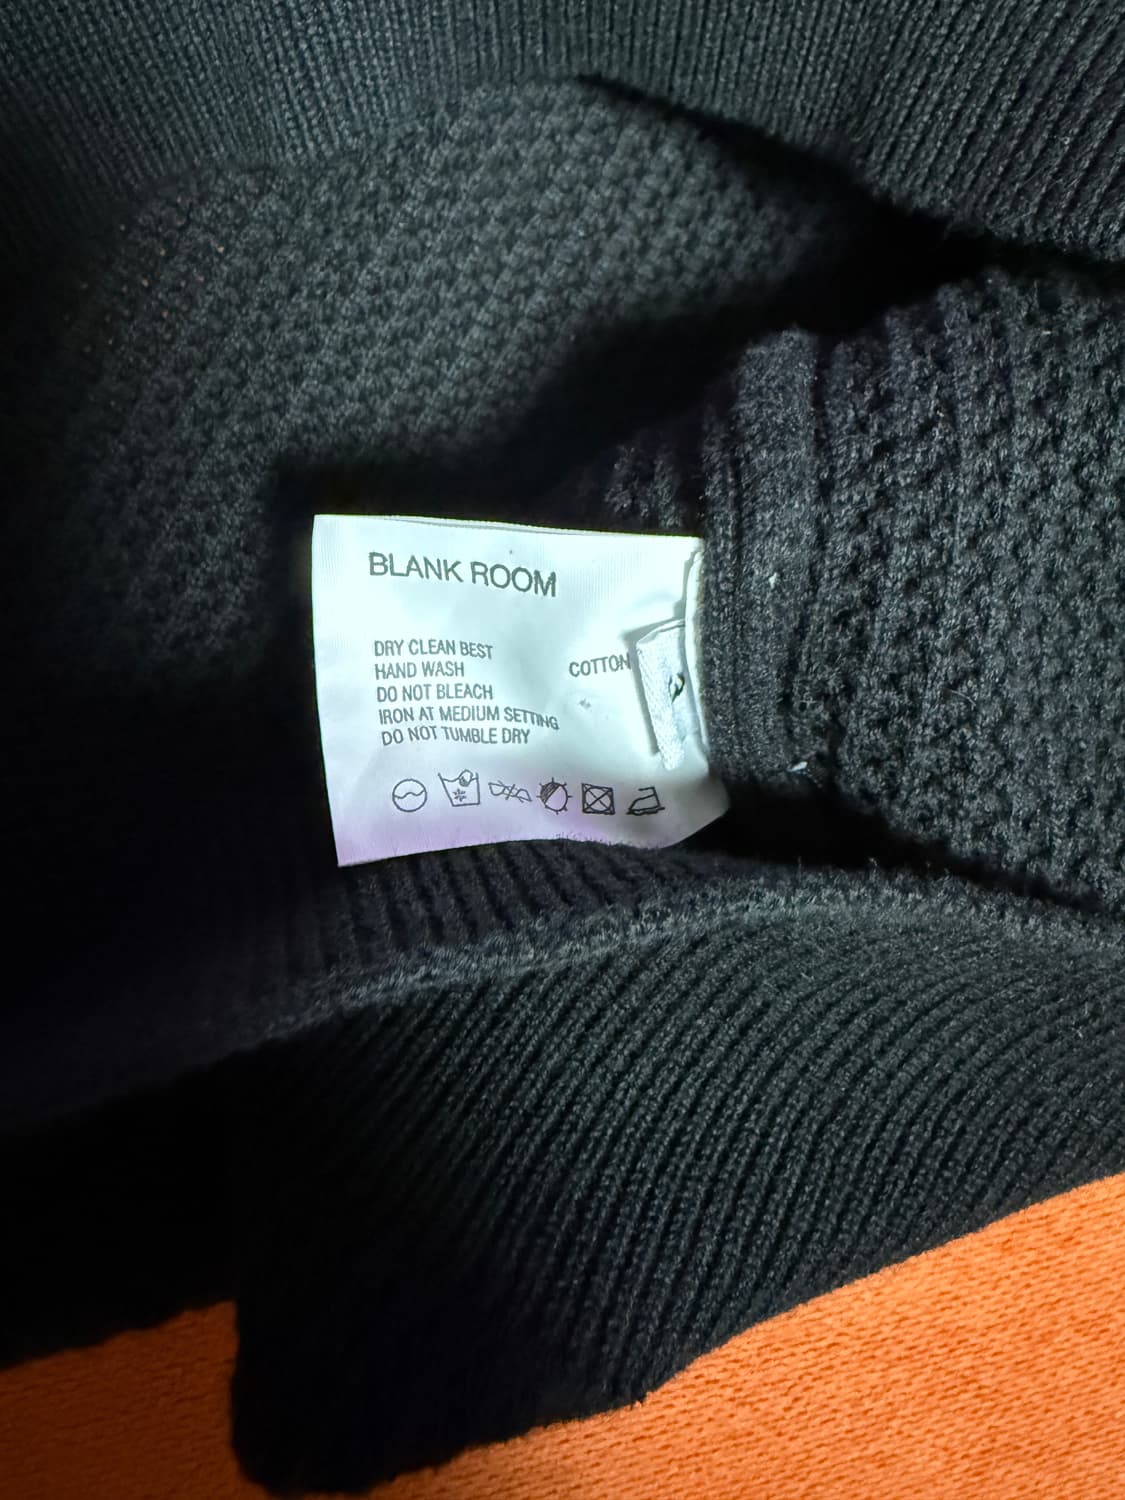 BLANK ROOM
DRY CLEAN BEST
HAND WASH
DO NOT BLEACH
IRON AT MEDIUM SETTING
DO NOT TUMBLE DRY
COTTON